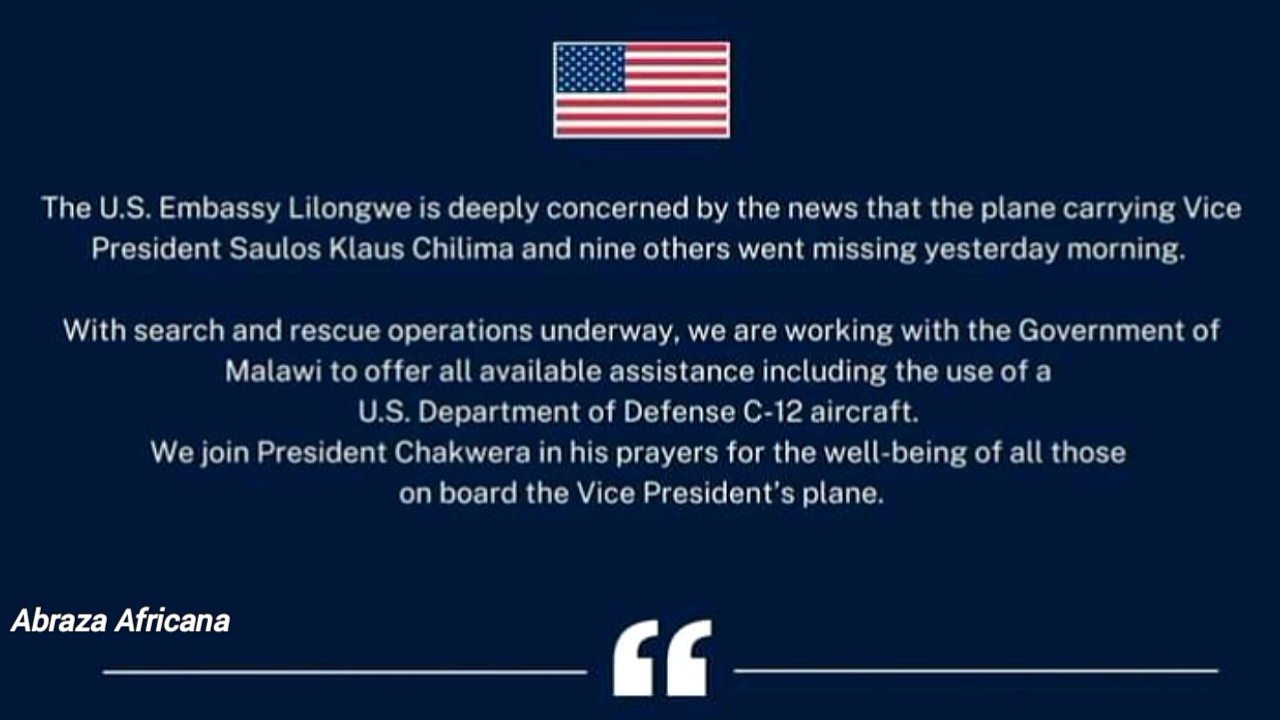 The U.S. Embassy Lilongwe is deeply concerned by the news that the plane carrying Vice
President Saulos Klaus Chilima and nine others went missing yesterday morning.
With search and rescue operations underway, we are working with the Government of
Malawi to offer all available assistance including the use of a
U.S. Department of Defense C-12 aircraft.
We join President Chakwera in his prayers for the well-being of all those
on board the Vice President's plane.
Abraza Africana
“